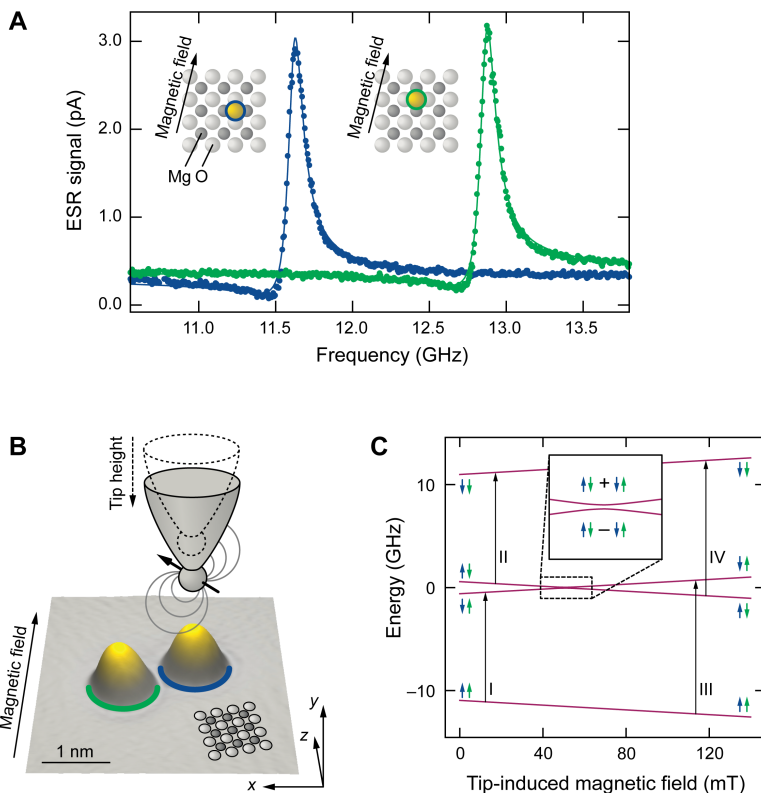 A
ESR signal (pA)
3.0
2.0
1.0
0.0
Magnetic field
Magnetic field
Mg O
11.0 11.5 12.0 12.5 13.0 13.5
Frequency (GHz)
B
Tip height
Magnetic field
1 nm
y
z
x
C
Energy (GHz)
10
0
−10
↑↓ + ↓↑
↑↓ − ↓↑
↓↓
↓↓
↑↓
↓↑
↓↑
↑↓
↑↑
↑↑
II
IV
I
III
0 40 80 120
Tip-induced magnetic field (mT)